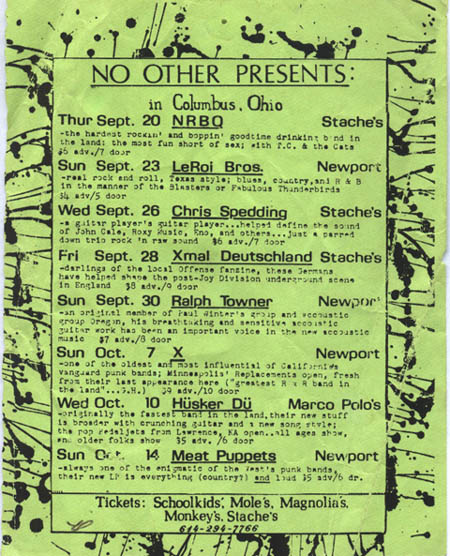 NO OTHER PRESENTS:
in Columbus, Ohio
Thur Sept. 20 NRBQ Stache's
-the hardest rockin' and boppin' goodtime drinking band in
the land: the most fun short of sex; with F.C. & the Cats
$6 adv./7 door
Sun Sept. 23 LeRoi Bros. Newport
-real rock and roll, Texas style; blues, country, and R & B
in the manner of the Blasters or Fabulous Thunderbirds
$4 adv/5 door
Wed Sept. 26 Chris Spedding Stache's
-a guitar player's guitar player...helped define the sound
of John Cale, Roxy Music, Eno, and others...just a parred
down trio rock 'n raw sound $6 adv./7 door
Fri Sept. 28 Xmal Deutschland Stache's
-darlings of the local Offense fanzine, these Germans
have helped shape the post-Joy Division underground scene
in England $8 adv./9 door
Sun Sept. 30 Ralph Towner Newport
-an original member of Paul Winter's group and acoustic
group Oregon, his breathtaking and sensitive acoustic
guitar work has been an important voice in the new acoustic
music $7 adv./8 door
Sun Oct. 7 X Newport
-one of the oldest and most influential of California's
vanguard punk bands; Minneapolis' Replacements open, fresh
from their last appearance here ("greatest R n R band in
the land"... $9 adv./10 door
Wed Oct. 10 Hüsker Dü Marco Polo's
-originally the fastest band in the land, their new stuff
is broader with crunching guitar and a new song style;
the pop Medsijets from Lawrence, KA open..all ages show,
and older folks show $5 adv. /6 door
Sun Oct. 14 Meat Puppets Newport
-always one of the enigmatic of the West's punk bands,
their new LP is everything (country?) and loud $5 adv/6 dr.
Tickets: Schoolkids', Mole's, Magnolia's,
Monkey's, Stache's
614-294-7766